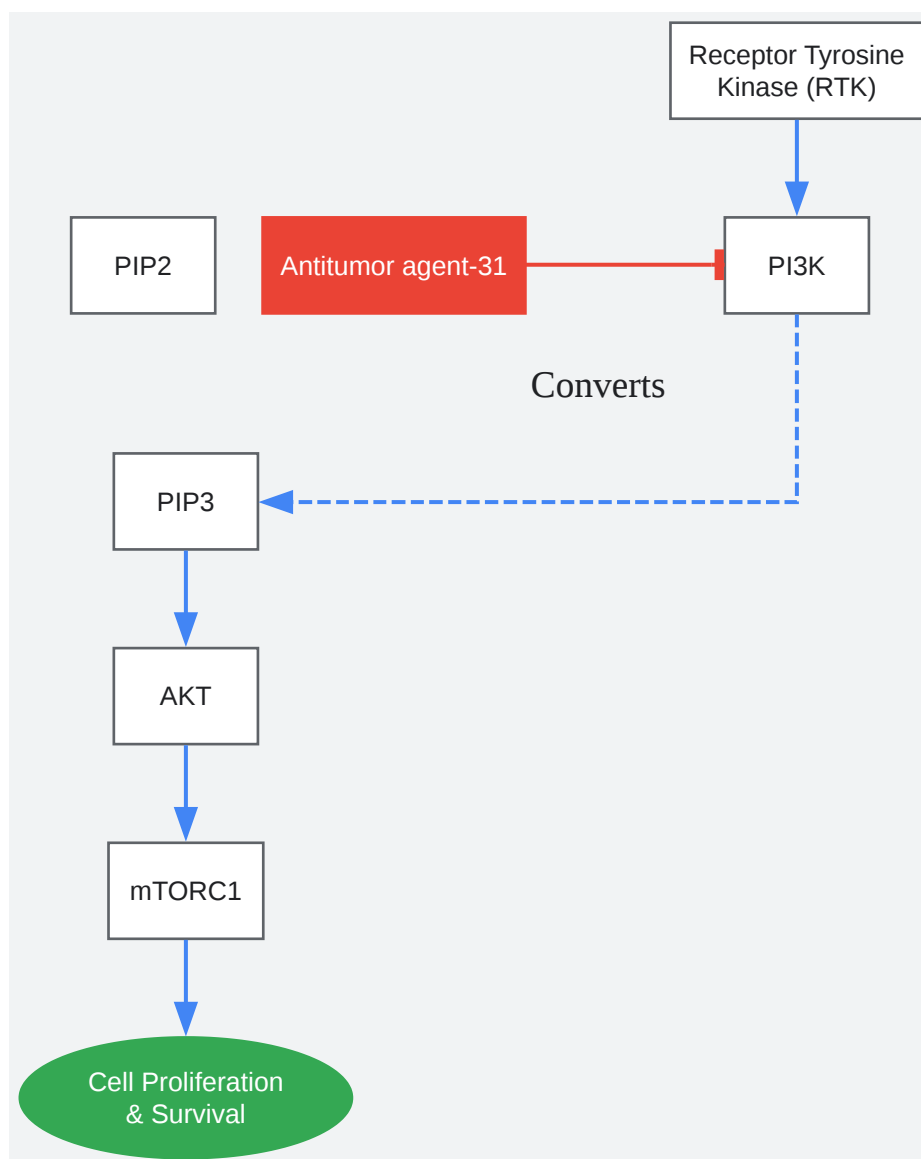 Receptor Tyrosine
Kinase (RTK)
PIP2
Antitumor agent-31
PI3K
Converts
PIP3
AKT
mTORC1
Cell Proliferation
& Survival